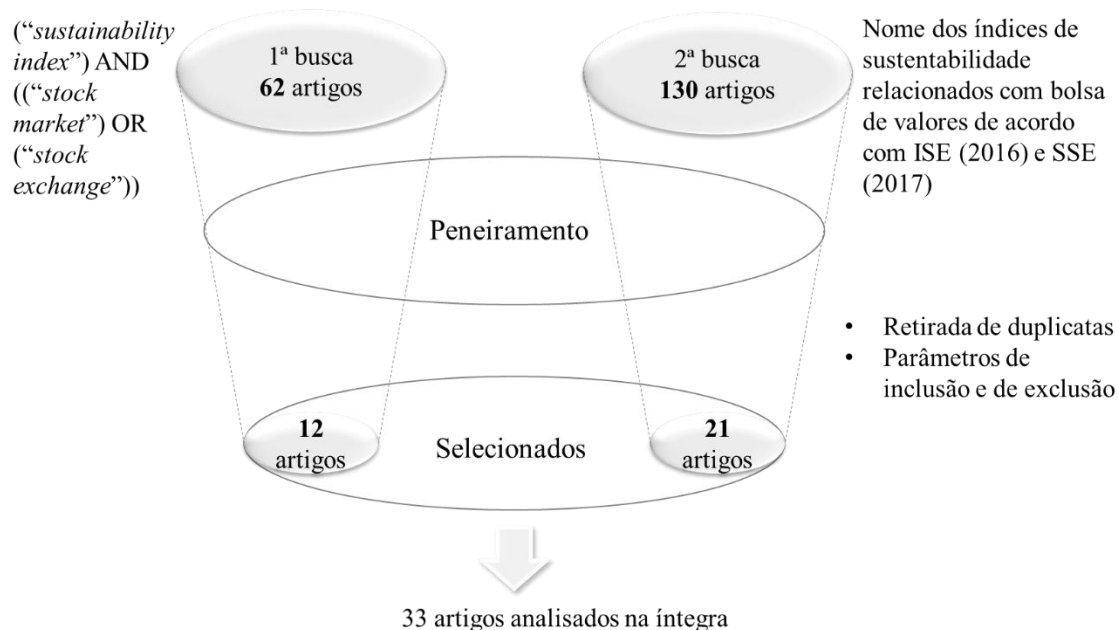 (“sustainability
index”) AND
((“stock
market”) OR
(“stock
exchange”))
1ª busca
62 artigos
2ª busca
130 artigos
Nome dos índices de
sustentabilidade
relacionados com bolsa
de valores de acordo
com ISE (2016) e SSE
(2017)
Peneiramento
• Retirada de duplicatas
• Parâmetros de
inclusão e de exclusão
12
artigos
Selecionados
21
artigos
33 artigos analisados na íntegra